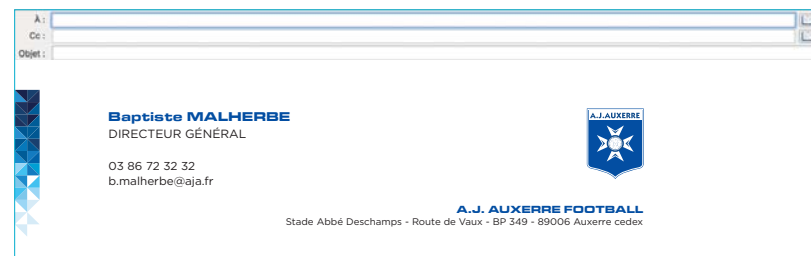 À :
Cc :
Objet :
Baptiste MALHERBE
DIRECTEUR GÉNÉRAL
03 86 72 32 32
b.malherbe@aja.fr
A.J.AUXERRE
A.J. AUXERRE FOOTBALL
Stade Abbé Deschamps - Route de Vaux - BP 349 - 89006 Auxerre cedex